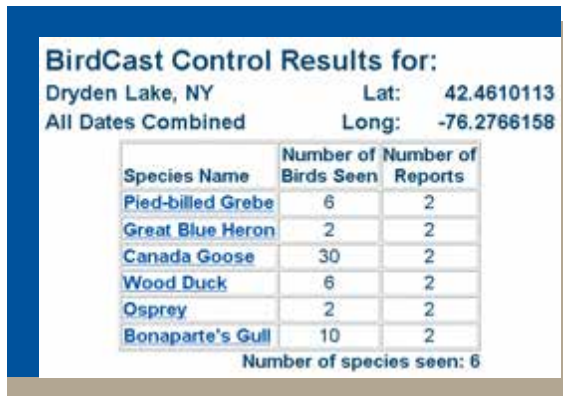 BirdCast Control Results for:
Dryden Lake, NY Lat: 42.4610113
All Dates Combined Long: -76.2766158
Species Name Number of Birds Seen Number of Reports
Pied-billed Grebe 6 2
Great Blue Heron 2 2
Canada Goose 30 2
Wood Duck 6 2
Osprey 2 2
Bonaparte's Gull 10 2
Number of species seen: 6